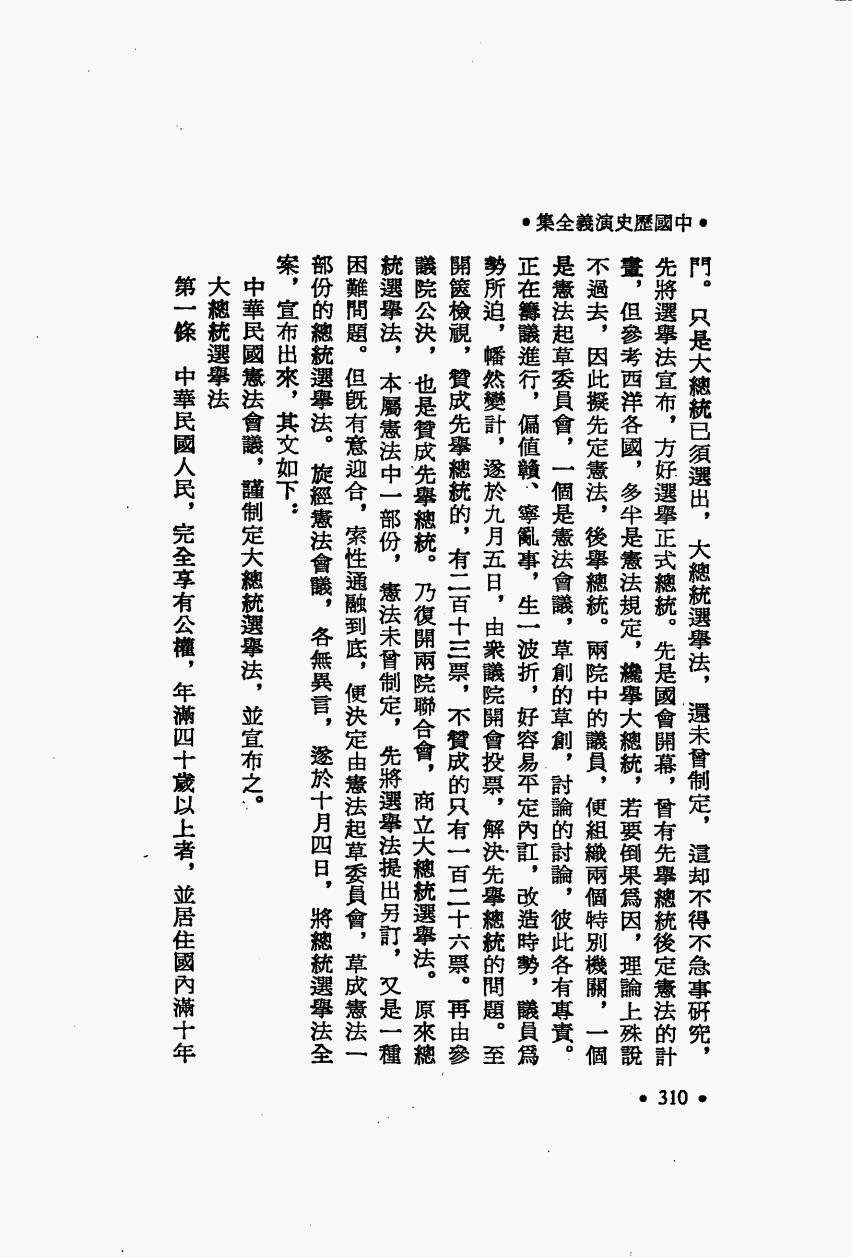 •中國歷史演義全集•
門。只是大總統已須選出，大總統選舉法，還未曾制定，這却不得不急事研究，
先將選舉法宣布，方好選舉正式總統。先是國會開幕，曾有先舉總統後定憲法的計
畫，但參考西洋各國，多半是憲法規定，纔舉大總統，若要倒果爲因，理論上殊說
不過去，因此擬先定憲法，後舉總統。兩院中的議員，便組織兩個特別機關，一個
是憲法起草委員會，一個是憲法會議，草創的草創，討論的討論，彼此各有專責。
正在籌議進行，偏值贛、寧亂事，生一波折，好容易平定內訌，改造時勢，議員爲
勢所迫，幡然變計，遂於九月五日，由衆議院開會投票，解決先舉總統的問題。至
開篋檢視，贊成先舉總統的，有二百十三票，不贊成的只有一百二十六票。再由參
議院公決，也是贊成先舉總統。乃復開兩院聯合會，商立大總統選舉法。原來總
統選舉法，本屬憲法中一部份，憲法未曾制定，先將選舉法提出另訂，又是一種
困難問題。但旣有意迎合，索性通融到底，便決定由憲法起草委員會，草成憲法一
部份的總統選舉法。旋經憲法會議，各無異言，遂於十月四日，將總統選舉法全
案，宣布出來，其文如下：
中華民國憲法會議，謹制定大總統選舉法，並宣布之。
大總統選舉法
第一條　中華民國人民，完全享有公權，年滿四十歲以上者，並居住國內滿十年
•310•